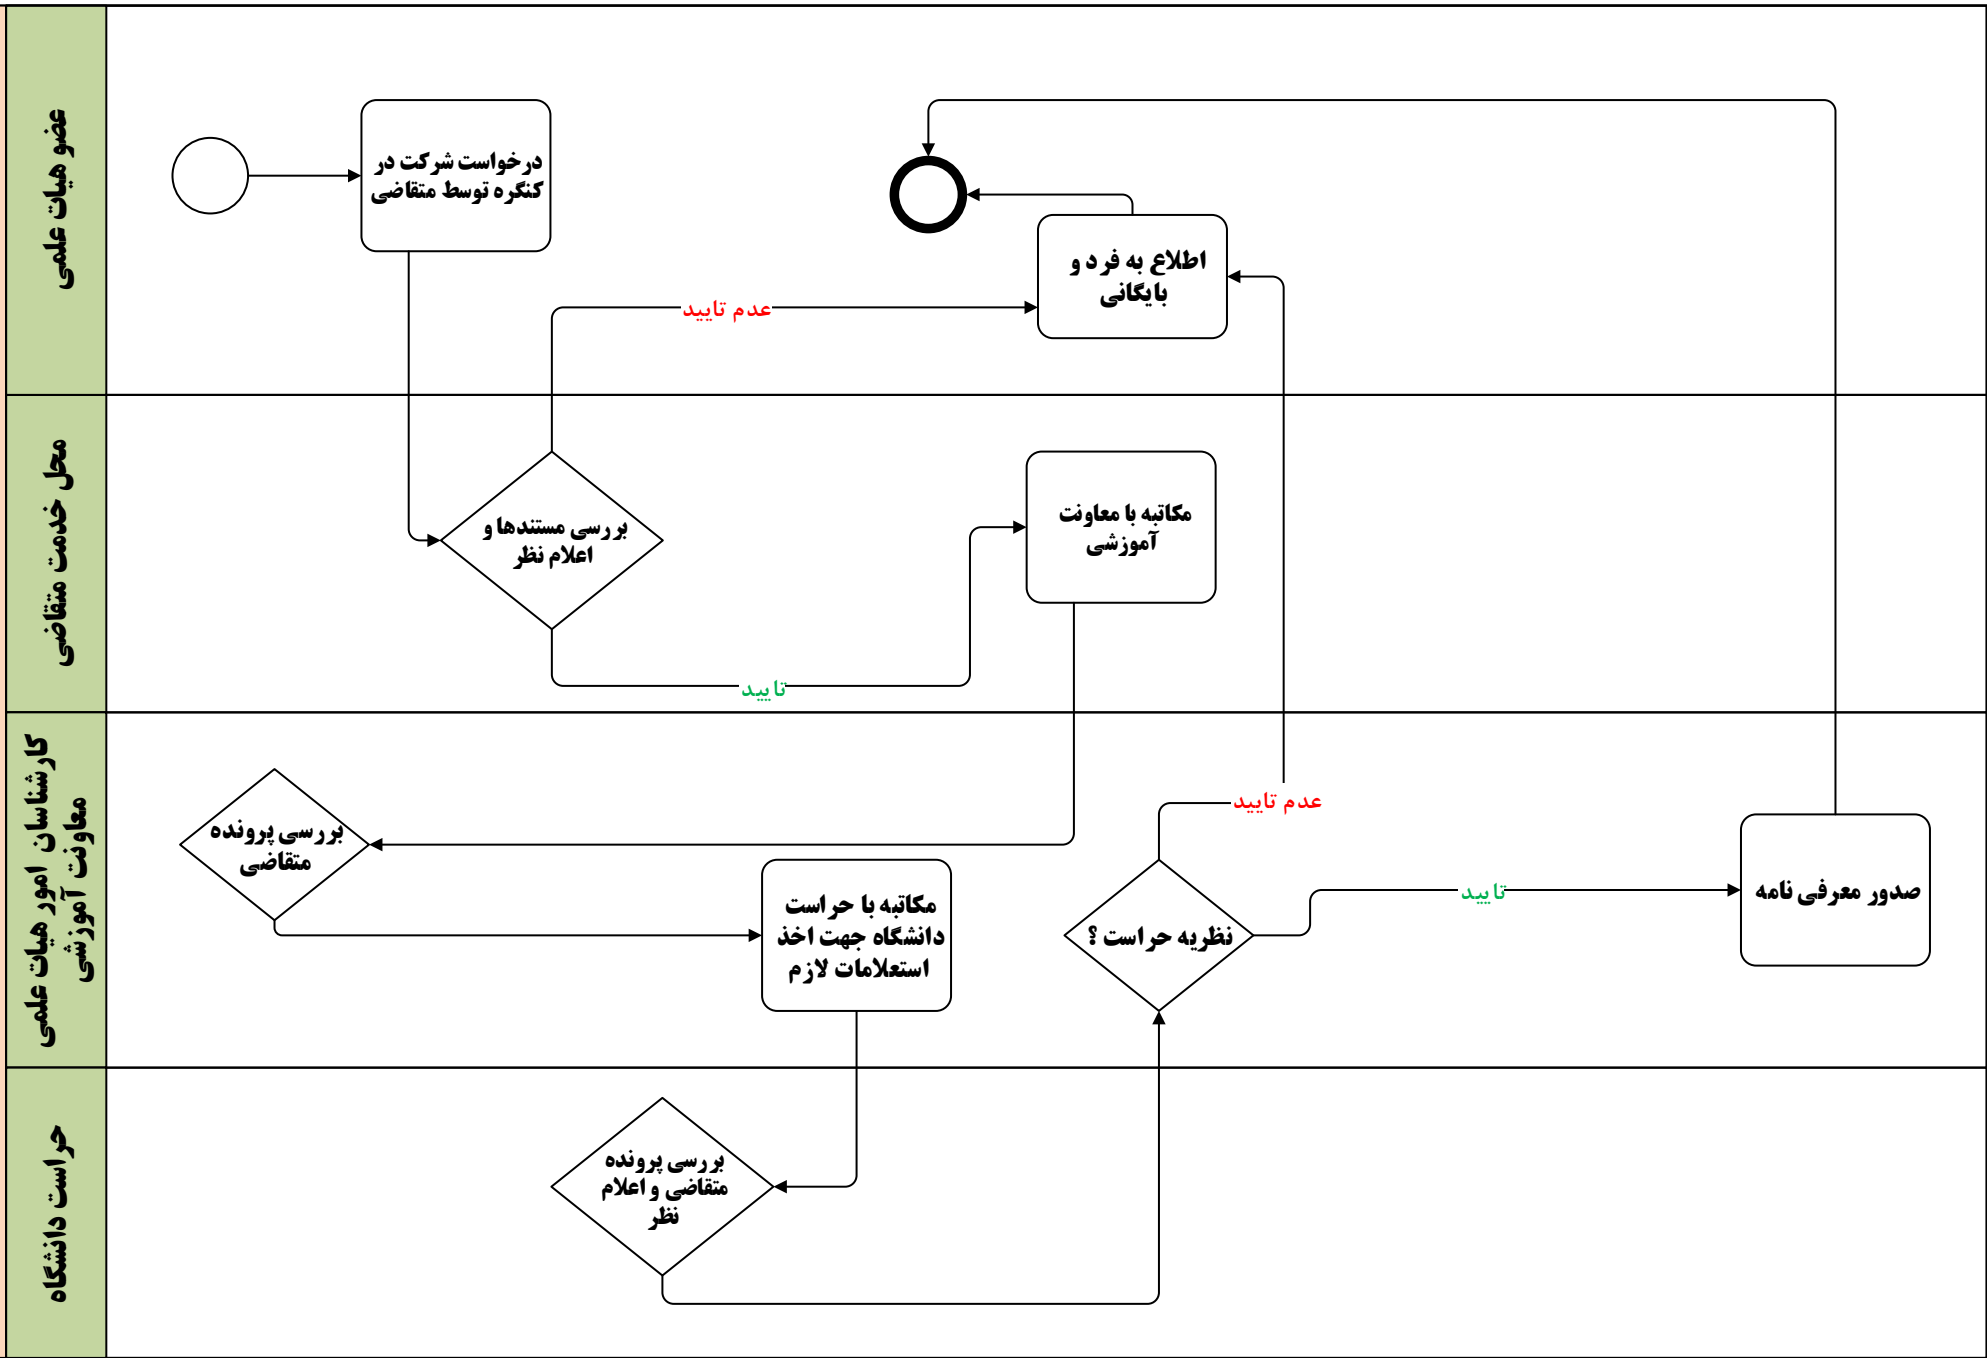 عضو هیات علمی
درخواست شرکت در
کنگره توسط متقاضی
اطلاع به فرد و
بایگانی
عدم تایید
محل خدمت متقاضی
بررسی مستندها و
اعلام نظر
مکاتبه با معاونت
آموزشی
تایید
کارشناسان امور هیات علمی
معاونت آموزشی
بررسی پرونده
متقاضی
مکاتبه با حراست
دانشگاه جهت اخذ
استعلامات لازم
عدم تایید
نظریه حراست ؟
تایید
صدور معرفی نامه
حراست دانشگاه
بررسی پرونده
متقاضی و اعلام
نظر